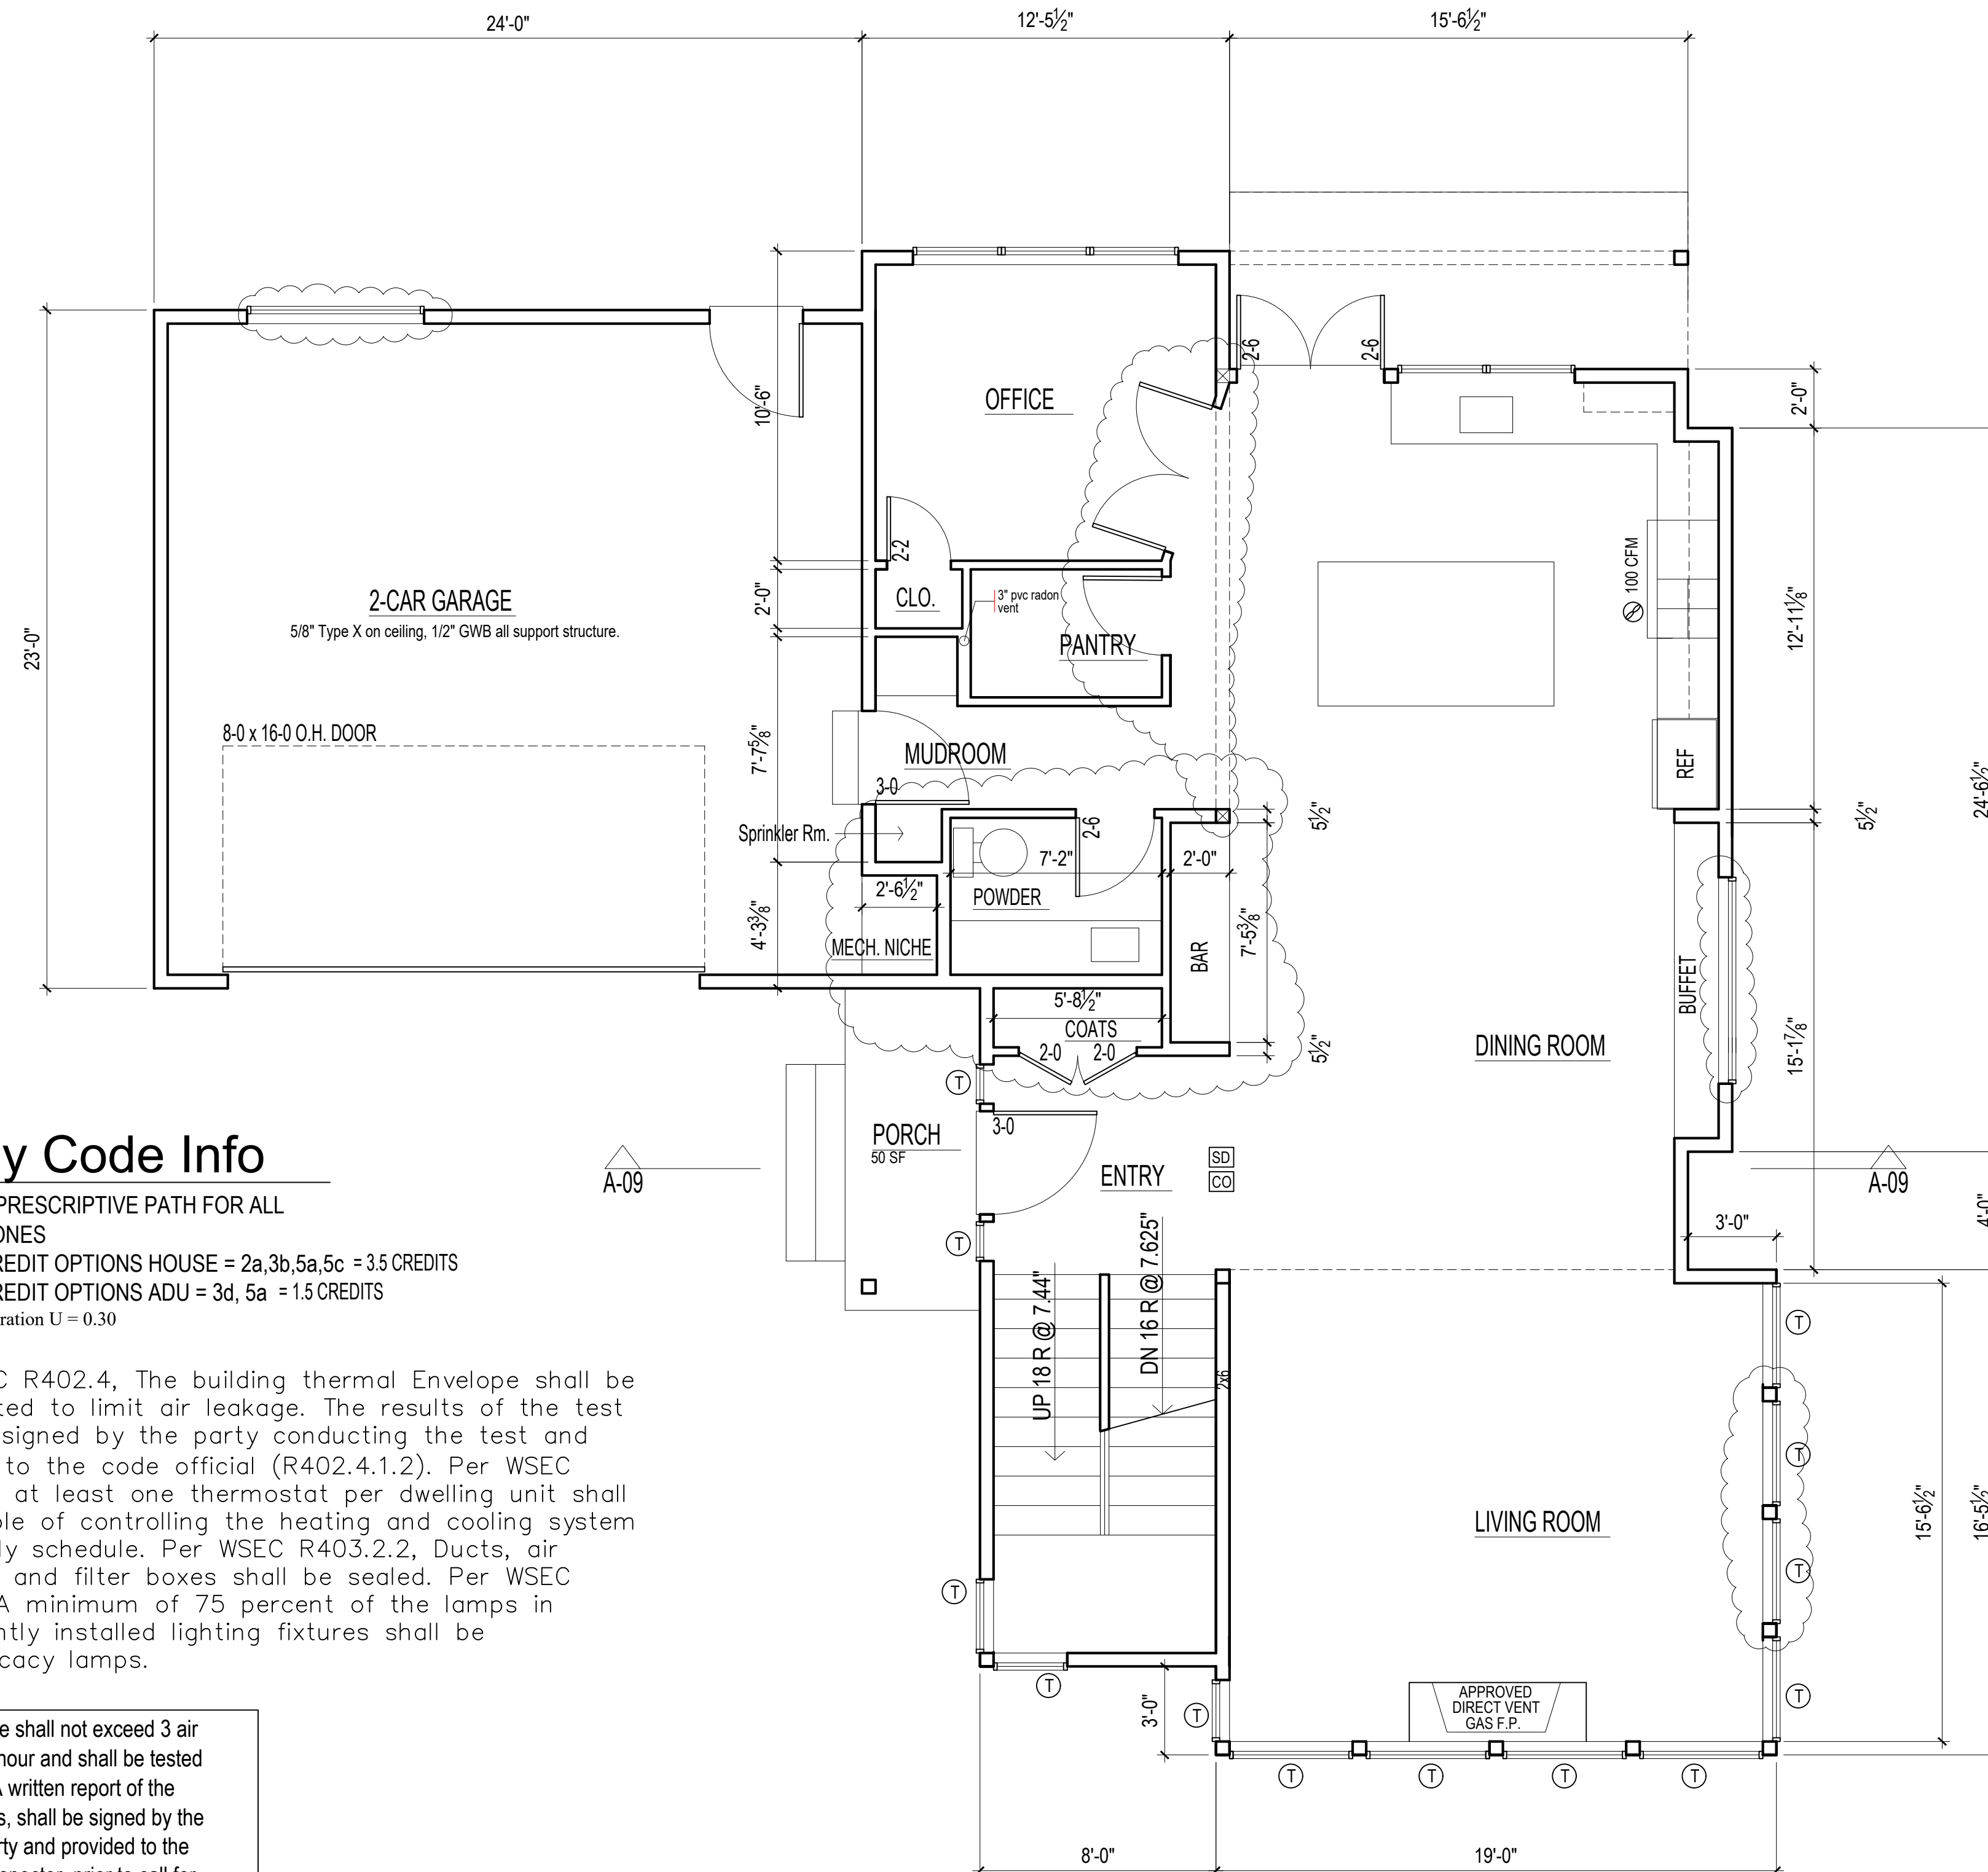 24'-0"
12'-5½"
15'-6½"
2-6
2-6
10'-6"
OFFICE
2'-0"
2-2
100 CFM
2-CAR GARAGE
5/8" Type X on ceiling, 1/2" GWB all support structure.
CLO.
3" pvc radon
vent
PANTRY
2'-0"
23'-0"
12'-11⅛"
8-0 x 16-0 O.H. DOOR
7'-7⅝"
MUDROOM
3-0
REF
24'-6½"
Sprinkler Rm.
2-6
5½"
5½"
7'-2"
2'-0"
2'-6½"
POWDER
4'-3⅜"
MECH. NICHE
BAR
7'-5⅜"
BUFFET
5'-8½"
COATS
2-0
2-0
5½"
DINING ROOM
15'-1⅞"
T
3-0
PORCH
50 SF
y Code Info
A-09
ENTRY
SD
CO
A-09
PRESCRIPTIVE PATH FOR ALL
ONES
REDIT OPTIONS HOUSE = 2a,3b,5a,5c = 3.5 CREDITS
REDIT OPTIONS ADU = 3d, 5a = 1.5 CREDITS
ration U = 0.30
T
3'-0"
4'-0"
UP 18 R @ 7.44"
DN 16 R @ 7.625"
2x6
T
C R402.4, The building thermal Envelope shall be
ted to limit air leakage. The results of the test
signed by the party conducting the test and
to the code official (R402.4.1.2). Per WSEC
at least one thermostat per dwelling unit shall
ble of controlling the heating and cooling system
ly schedule. Per WSEC R403.2.2, Ducts, air
and filter boxes shall be sealed. Per WSEC
A minimum of 75 percent of the lamps in
ntly installed lighting fixtures shall be
cacy lamps.
T
LIVING ROOM
15'-6½"
16'-5½"
T
T
T
T
3'-0"
T
APPROVED
DIRECT VENT
GAS F.P.
T
T
T
T
e shall not exceed 3 air
hour and shall be tested
A written report of the
s, shall be signed by the
rty and provided to the
8'-0"
19'-0"